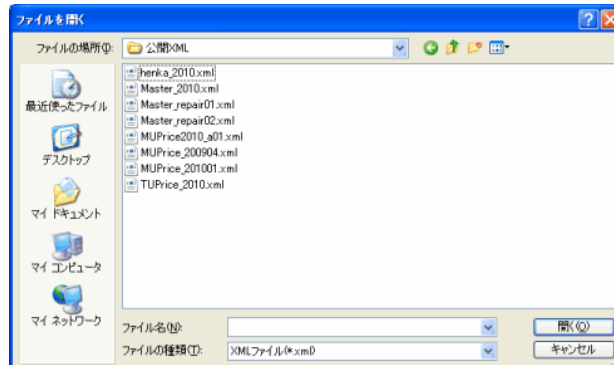 ファイルを開く
ファイルの場所(I):
公開XML
最近使ったファイル
デスクトップ
マイ ドキュメント
マイ コンピュータ
マイ ネットワーク
henka_2010.xml
Master_2010.xml
Master_repair01.xml
Master_repair02.xml
MUPrice2010_a01.xml
MUPrice_200904.xml
MUPrice_201001.xml
TUPrice_2010.xml
ファイル名(N):
開く(O)
ファイルの種類(T):
XMLファイル(*.xml)
キャンセル